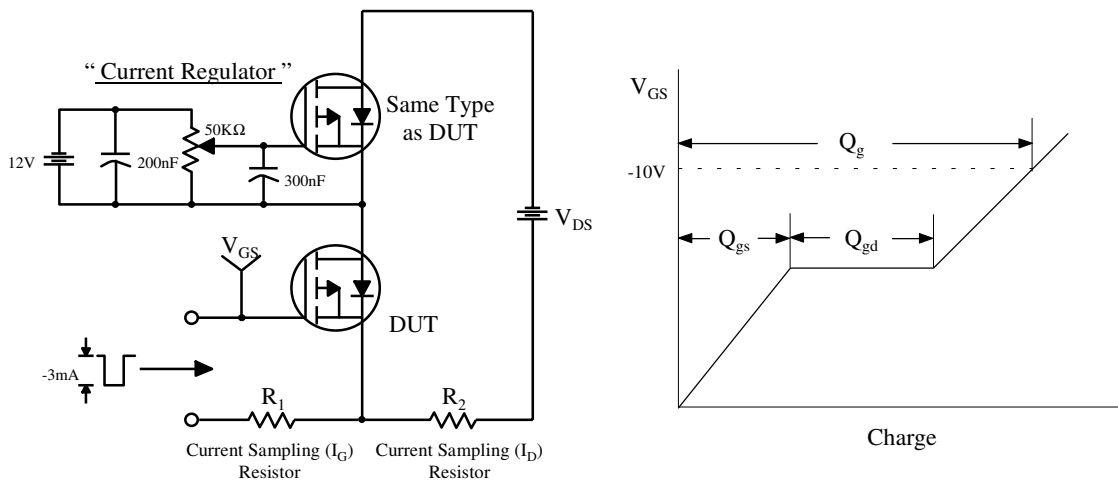 “ Current Regulator ”
Same Type
as DUT
50KΩ
12V
200nF
300nF
V_DS
V_GS
DUT
-3mA
R_1
R_2
Current Sampling (I_G)
Resistor
Current Sampling (I_D)
Resistor
V_GS
Q_g
-10V
Q_gs
Q_gd
Charge